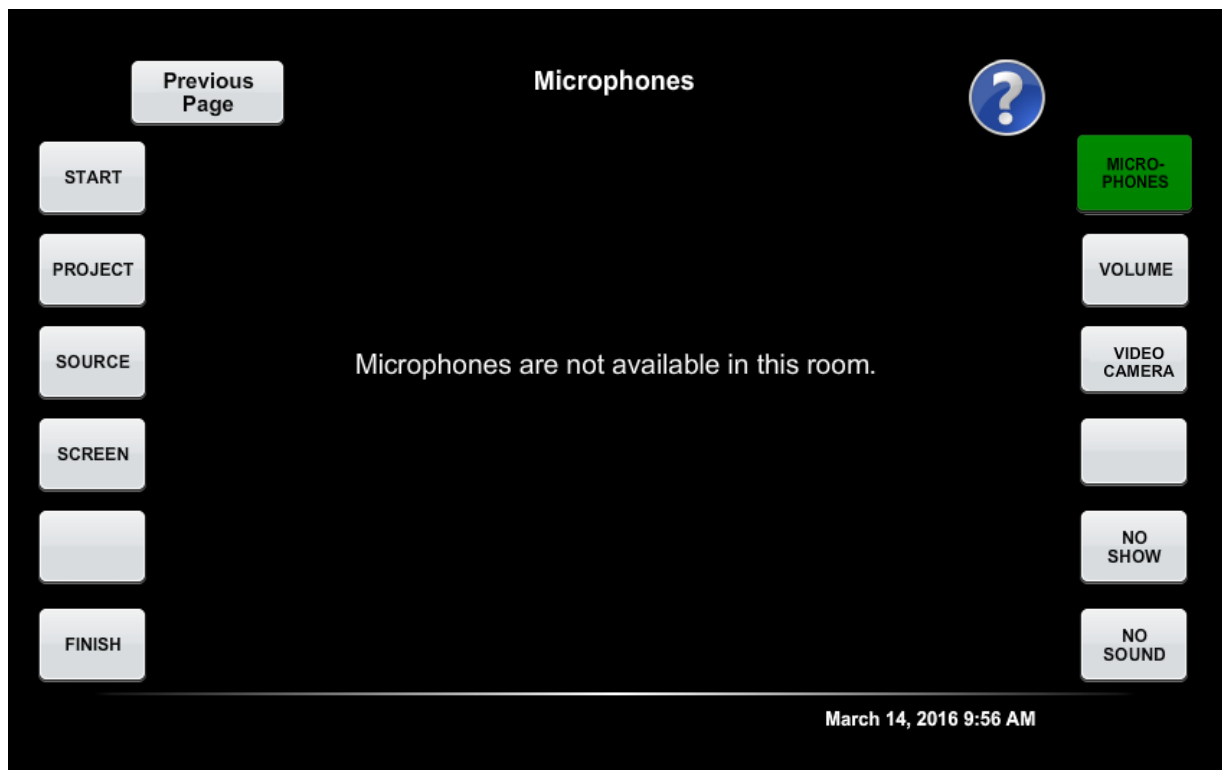 Previous
Page
Microphones
?
START
MICRO-
PHONES
PROJECT
VOLUME
SOURCE
Microphones are not available in this room.
VIDEO
CAMERA
SCREEN
NO
SHOW
FINISH
NO
SOUND
March 14, 2016 9:56 AM